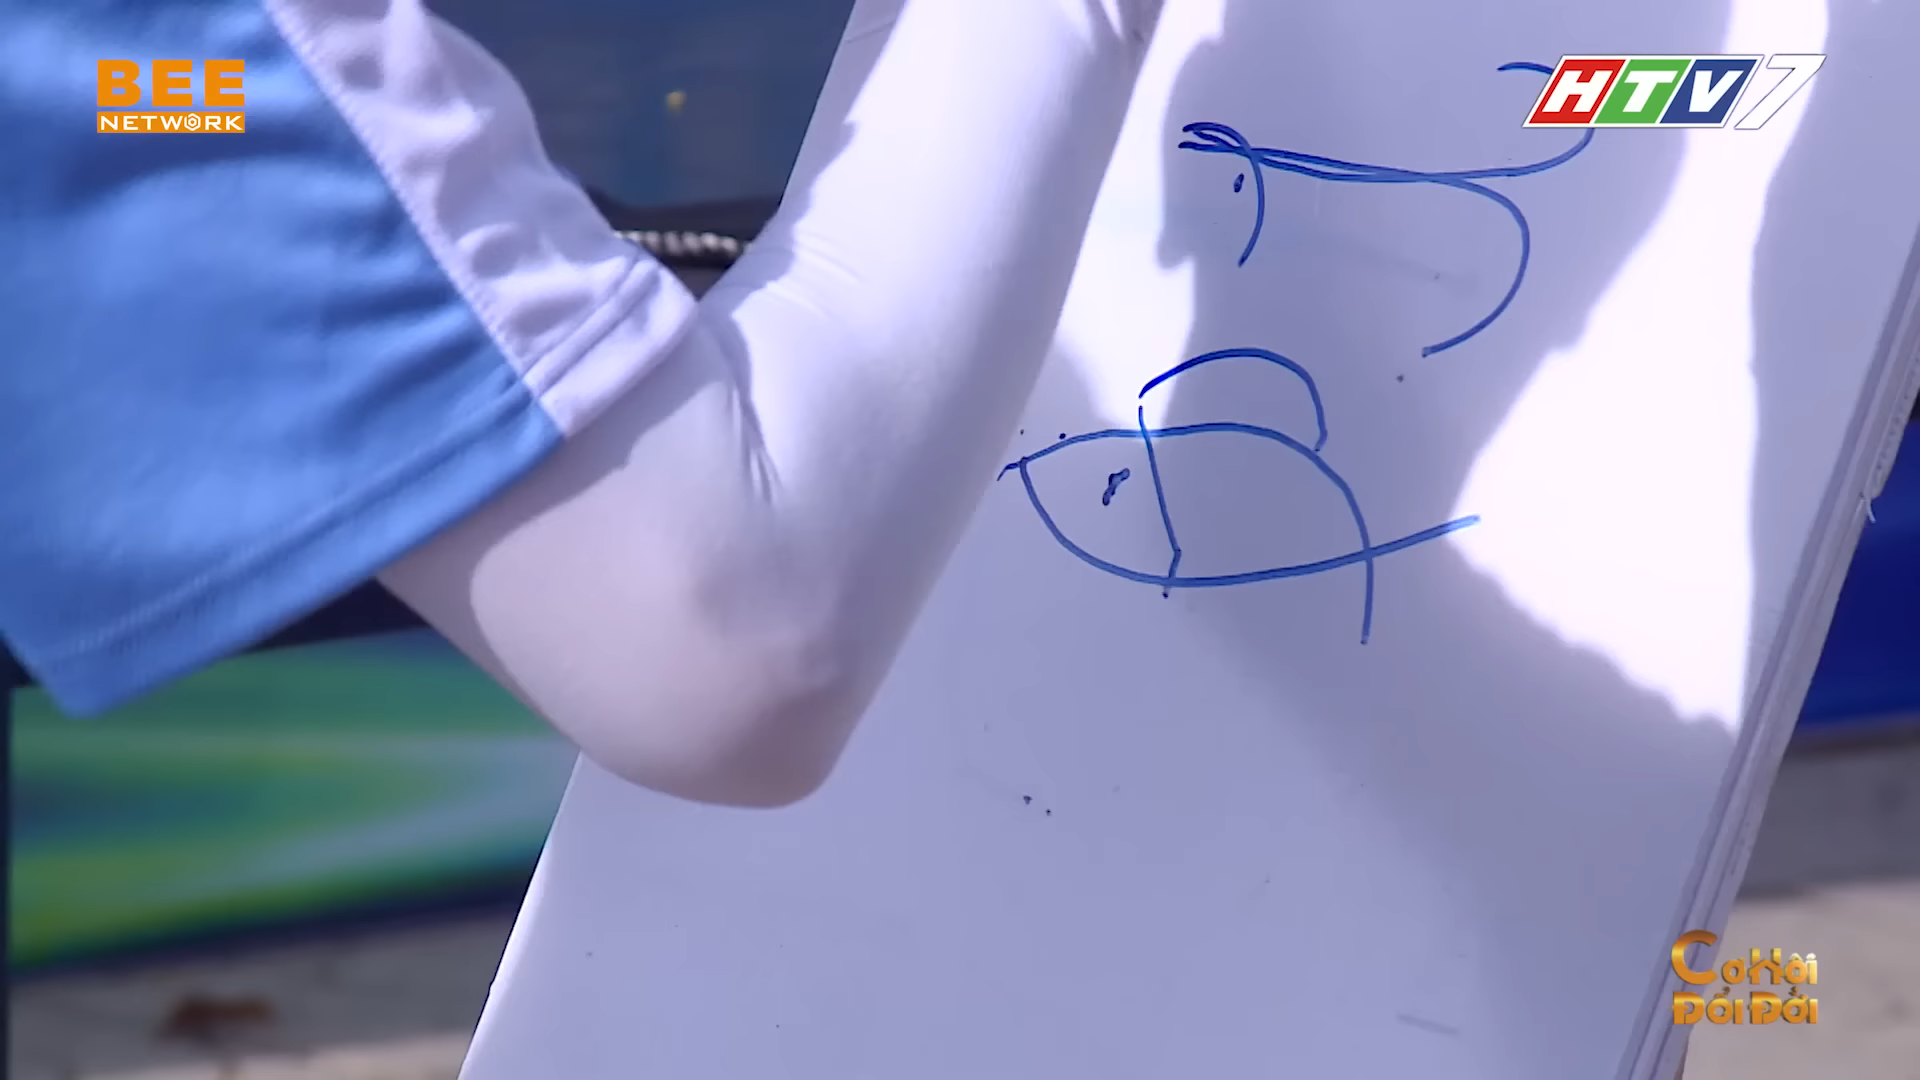 BEE
NETWORK
HTV7
Cơ Hội
Đổi Đời